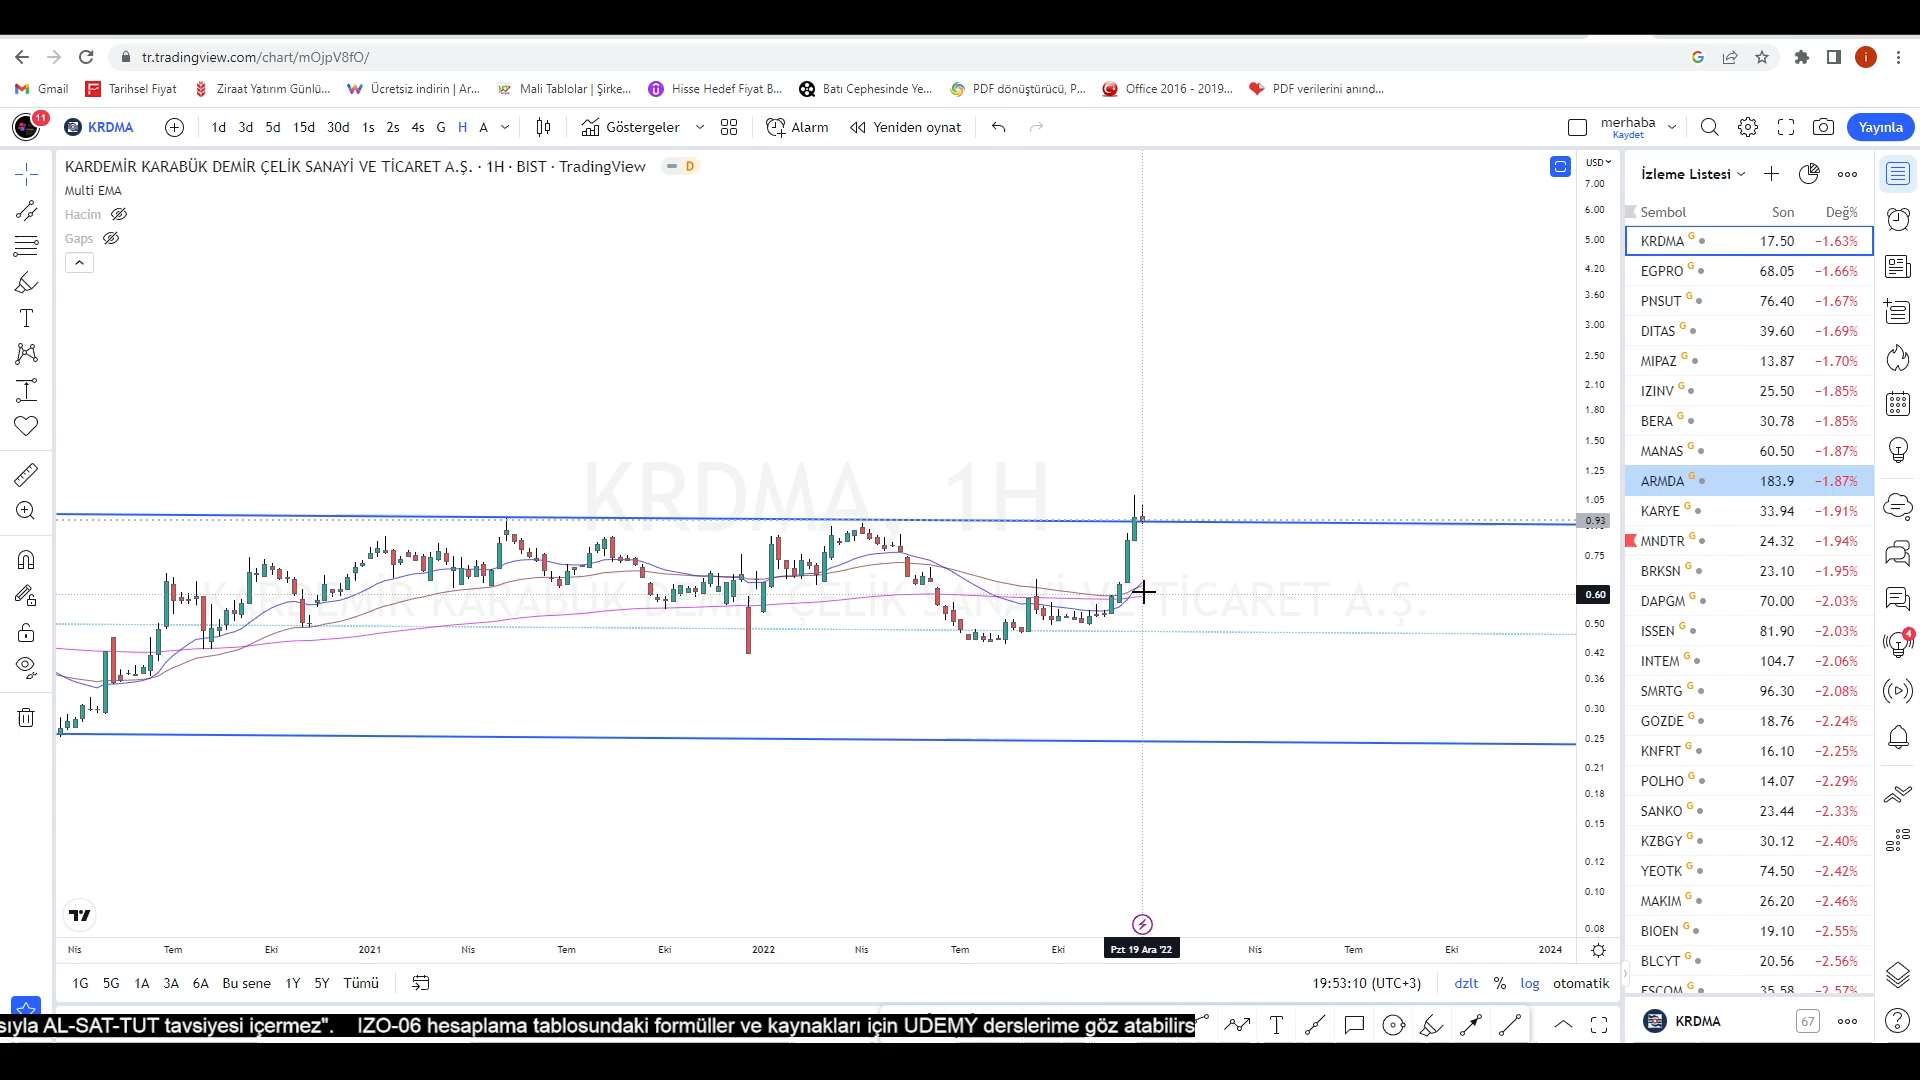 tr.tradingview.com/chart/mOjpV8fO/
Gmail Tarihsel Fiyat Ziraat Yatırım Günlü... Ücretsiz indirin | Ar... Mali Tablolar | Şirke... Hisse Hedef Fiyat B... Batı Cephesinde Ye... PDF dönüştürücü, P... Office 2016 - 2019... PDF verilerini anınd...
11 KRDMA 1d 3d 5d 15d 30d 1s 2s 4s G H A Göstergeler Alarm Yeniden oynat merhaba Kaydet Yayınla
KARDEMİR KARABÜK DEMİR ÇELİK SANAYİ VE TİCARET A.Ş. · 1H · BIST · TradingView D
Multi EMA
Hacim
Gaps
KRDMA, 1H
KARDEMİR KARABÜK DEMİR ÇELİK SANAYİ VE TİCARET A.Ş.
USD
7.00
6.00
5.00
4.20
3.60
3.00
2.50
2.10
1.80
1.50
1.25
1.05
0.93
0.75
0.60
0.50
0.42
0.36
0.30
0.25
0.21
0.18
0.15
0.12
0.10
0.08
Nis Tem Eki 2021 Nis Tem Eki 2022 Nis Tem Eki Pzt 19 Ara '22 Nis Tem Eki 2024
1G 5G 1A 3A 6A Bu sene 1Y 5Y Tümü 19:53:10 (UTC+3) dzlt % log otomatik
sıyla AL-SAT-TUT tavsiyesi içermez". IZO-06 hesaplama tablosundaki formüller ve kaynakları için UDEMY derslerime göz atabilirs
İzleme Listesi
Sembol Son Değ%
KRDMA G 17.50 −1.63%
EGPRO G 68.05 −1.66%
PNSUT G 76.40 −1.67%
DITAS G 39.60 −1.69%
MIPAZ G 13.87 −1.70%
IZINV G 25.50 −1.85%
BERA G 30.78 −1.85%
MANAS G 60.50 −1.87%
ARMDA G 183.9 −1.87%
KARYE G 33.94 −1.91%
MNDTR G 24.32 −1.94%
BRKSN G 23.10 −1.95%
DAPGM G 70.00 −2.03%
ISSEN G 81.90 −2.03%
INTEM G 104.7 −2.06%
SMRTG G 96.30 −2.08%
GOZDE G 18.76 −2.24%
KNFRT G 16.10 −2.25%
POLHO G 14.07 −2.29%
SANKO G 23.44 −2.33%
KZBGY G 30.12 −2.40%
YEOTK G 74.50 −2.42%
MAKIM G 26.20 −2.46%
BIOEN G 19.10 −2.55%
BLCYT G 20.56 −2.56%
ESCOM G 35.58 −2.57%
KRDMA 67
4